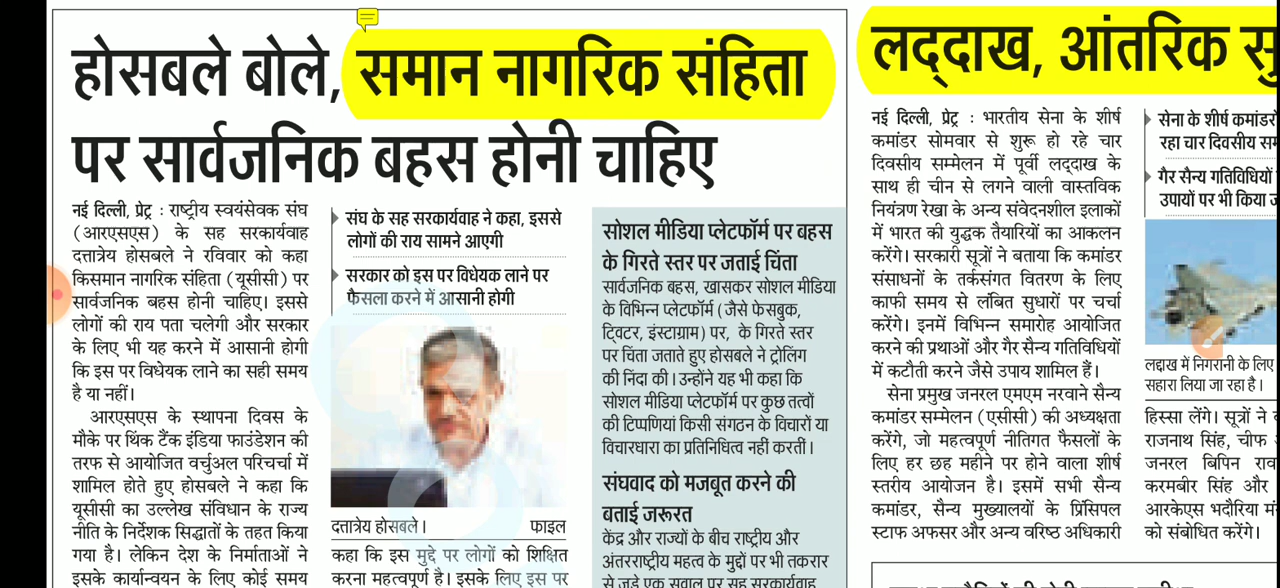 होसबले बोले, समान नागरिक संहिता
पर सार्वजनिक बहस होनी चाहिए
नई दिल्ली, प्रेट्र : राष्ट्रीय स्वयंसेवक संघ
(आरएसएस) के सह सरकार्यवाह
दत्तात्रेय होसबले ने रविवार को कहा
किसमान नागरिक संहिता (यूसीसी) पर
सार्वजनिक बहस होनी चाहिए। इससे
लोगों की राय पता चलेगी और सरकार
के लिए भी यह करने में आसानी होगी
कि इस पर विधेयक लाने का सही समय
है या नहीं।
आरएसएस के स्थापना दिवस के
मौके पर थिंक टैंक इंडिया फाउंडेशन की
तरफ से आयोजित वर्चुअल परिचर्चा में
शामिल होते हुए होसबले ने कहा कि
यूसीसी का उल्लेख संविधान के राज्य
नीति के निर्देशक सिद्धातों के तहत किया
गया है। लेकिन देश के निर्माताओं ने
इसके कार्यान्वयन के लिए कोई समय
संघ के सह सरकार्यवाह ने कहा, इससे
लोगों की राय सामने आएगी
सरकार को इस पर विधेयक लाने पर
फैसला करने में आसानी होगी
दत्तात्रेय होसबले। फाइल
कहा कि इस मुद्दे पर लोगों को शिक्षित
करना महत्वपूर्ण है। इसके लिए इस पर
सोशल मीडिया प्लेटफॉर्म पर बहस
के गिरते स्तर पर जताई चिंता
सार्वजनिक बहस, खासकर सोशल मीडिया
के विभिन्न प्लेटफॉर्म (जैसे फेसबुक,
ट्विटर, इंस्टाग्राम) पर, के गिरते स्तर
पर चिंता जताते हुए होसबले ने ट्रोलिंग
की निंदा की। उन्होंने यह भी कहा कि
सोशल मीडिया प्लेटफॉर्म पर कुछ तत्वों
की टिप्पणियां किसी संगठन के विचारों या
विचारधारा का प्रतिनिधित्व नहीं करतीं।
संघवाद को मजबूत करने की
बताई जरूरत
केंद्र और राज्यों के बीच राष्ट्रीय और
अंतरराष्ट्रीय महत्व के मुद्दों पर भी तकरार
से जुड़े एक सवाल पर सह सरकार्यवाह
लद्दाख, आंतरिक सु
नई दिल्ली, प्रेट्र : भारतीय सेना के शीर्ष
कमांडर सोमवार से शुरू हो रहे चार
दिवसीय सम्मेलन में पूर्वी लद्दाख के
साथ ही चीन से लगने वाली वास्तविक
नियंत्रण रेखा के अन्य संवेदनशील इलाकों
में भारत की युद्धक तैयारियों का आकलन
करेंगे। सरकारी सूत्रों ने बताया कि कमांडर
संसाधनों के तर्कसंगत वितरण के लिए
काफी समय से लंबित सुधारों पर चर्चा
करेंगे। इनमें विभिन्न समारोह आयोजित
करने की प्रथाओं और गैर सैन्य गतिविधियों
में कटौती करने जैसे उपाय शामिल हैं।
सेना प्रमुख जनरल एमएम नरवाने सैन्य
कमांडर सम्मेलन (एसीसी) की अध्यक्षता
करेंगे, जो महत्वपूर्ण नीतिगत फैसलों के
लिए हर छह महीने पर होने वाला शीर्ष
स्तरीय आयोजन है। इसमें सभी सैन्य
कमांडर, सैन्य मुख्यालयों के प्रिंसिपल
स्टाफ अफसर और अन्य वरिष्ठ अधिकारी
सेना के शीर्ष कमांडरों
रहा चार दिवसीय सम
गैर सैन्य गतिविधियों
उपायों पर भी किया ज
लद्दाख में निगरानी के लिए
सहारा लिया जा रहा है।
हिस्सा लेंगे। सूत्रों ने
राजनाथ सिंह, चीफ
जनरल बिपिन राव
करमबीर सिंह और
आरकेएस भदौरिया मं
को संबोधित करेंगे।